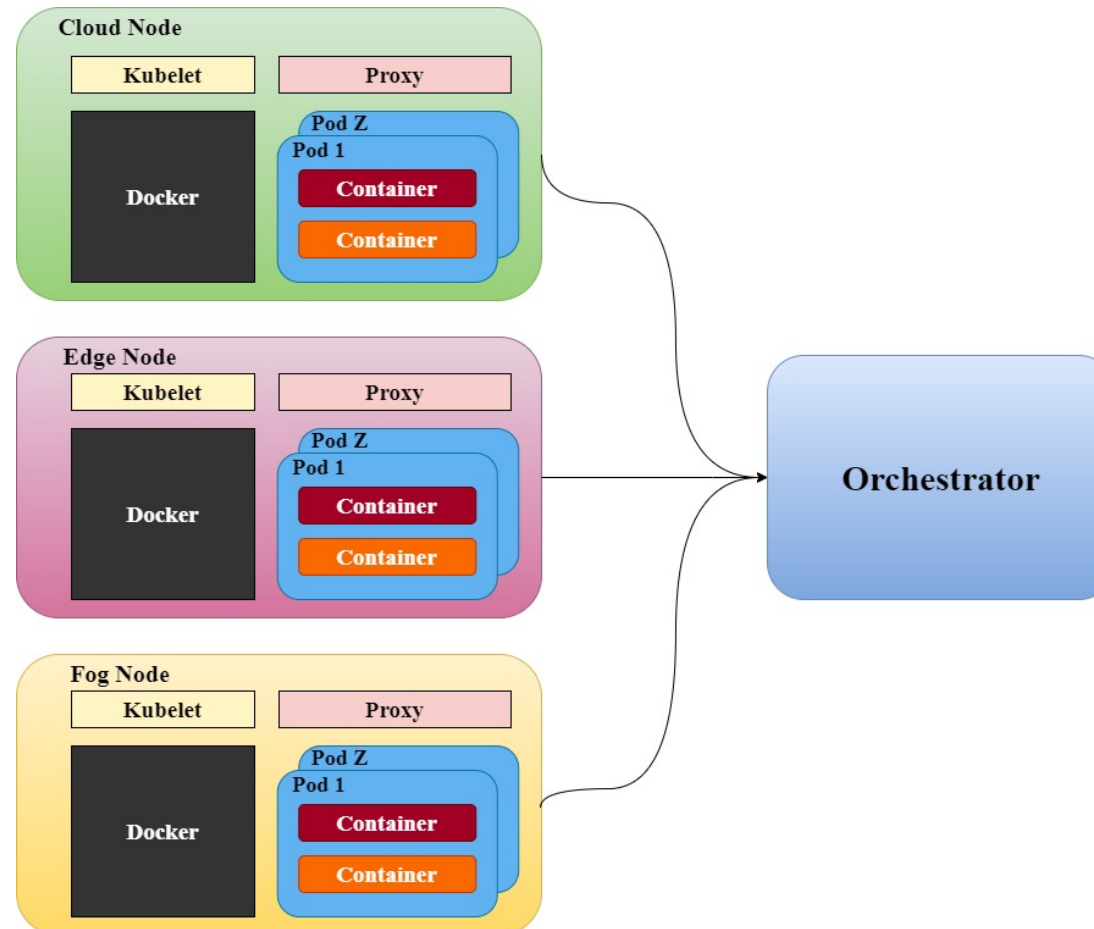 Cloud Node
Kubelet
Proxy
Docker
Pod Z
Pod 1
Container
Container
Edge Node
Kubelet
Proxy
Docker
Pod Z
Pod 1
Container
Container
Orchestrator
Fog Node
Kubelet
Proxy
Docker
Pod Z
Pod 1
Container
Container